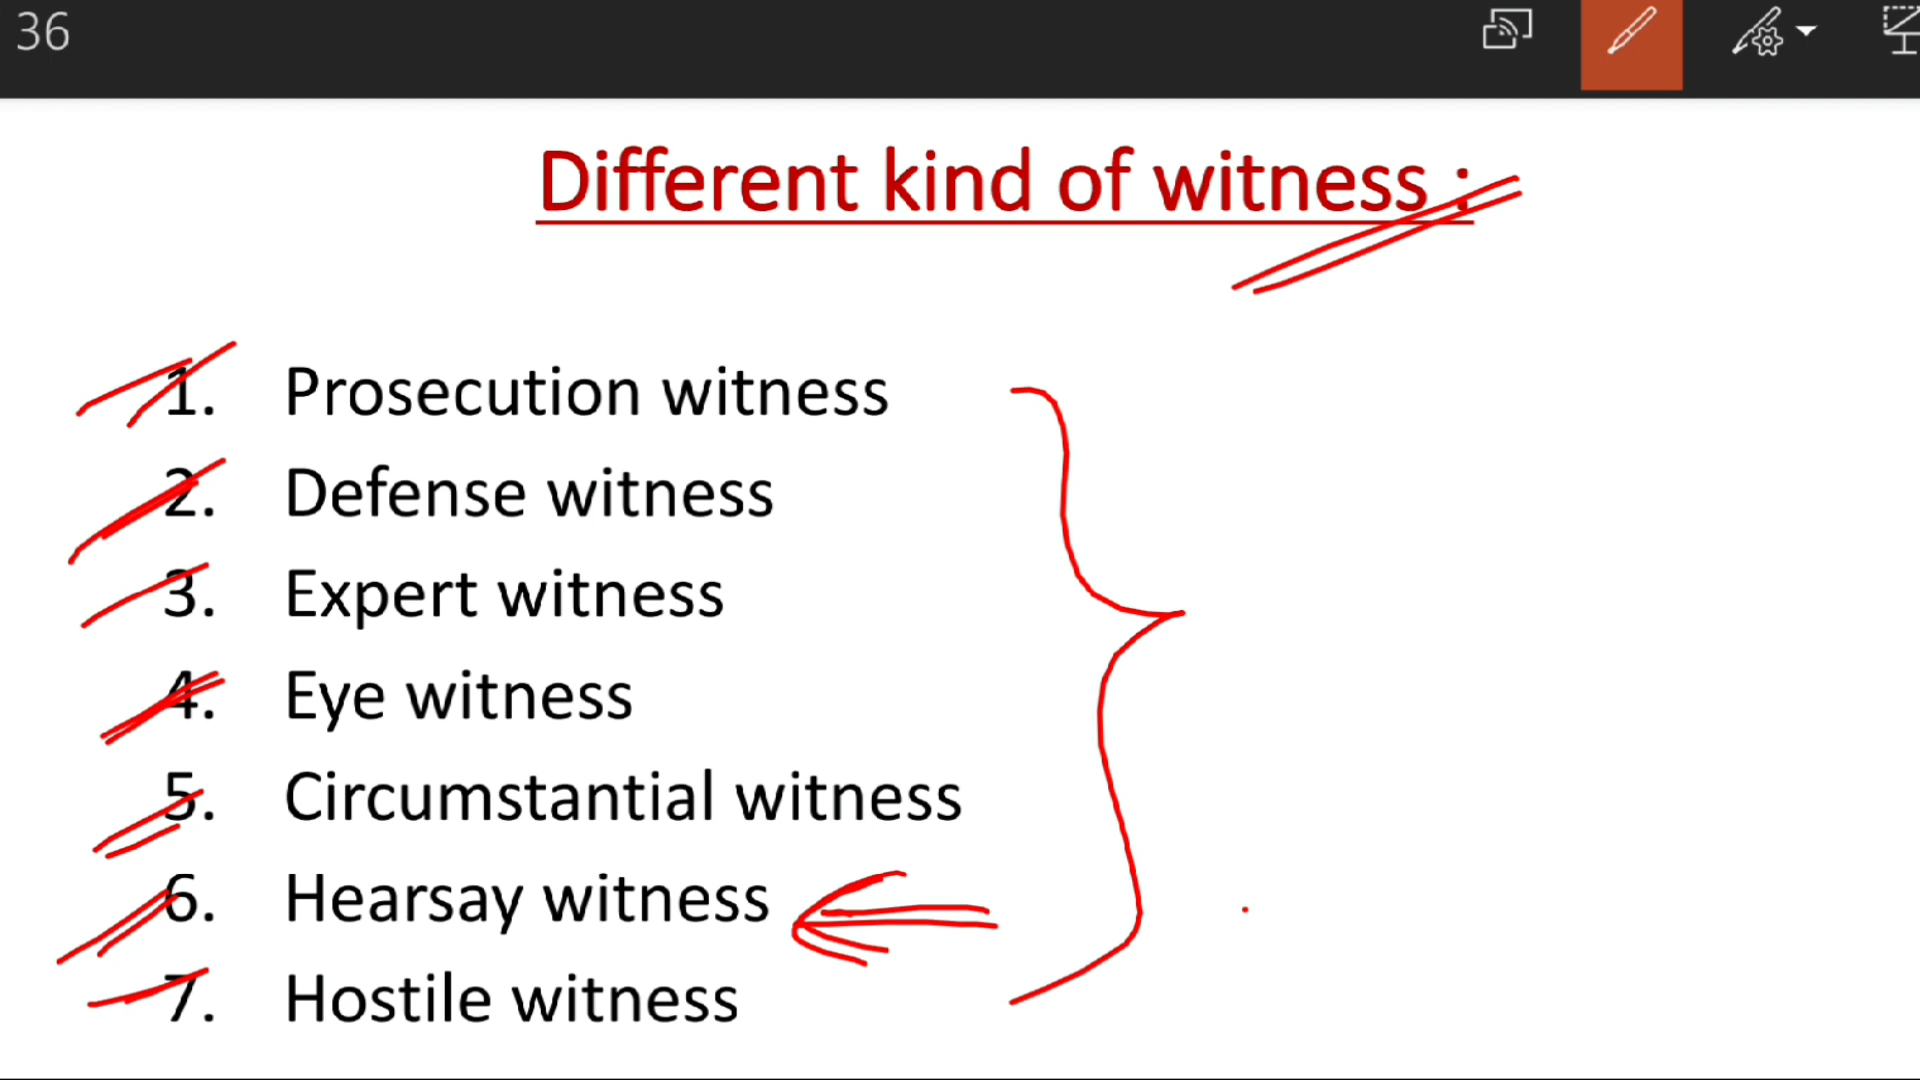 36
Different kind of witness :
1. Prosecution witness
2. Defense witness
3. Expert witness
4. Eye witness
5. Circumstantial witness
6. Hearsay witness
7. Hostile witness